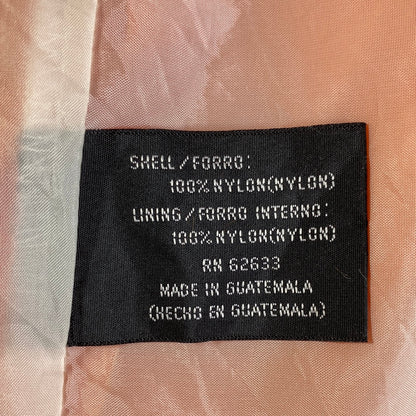 SHELL/FORRO:
100% NYLON(NYLON)
LINING/FORRO INTERNO:
100% NYLON(NYLON)
RN 62633
MADE IN GUATEMALA
(HECHO EN GUATEMALA)